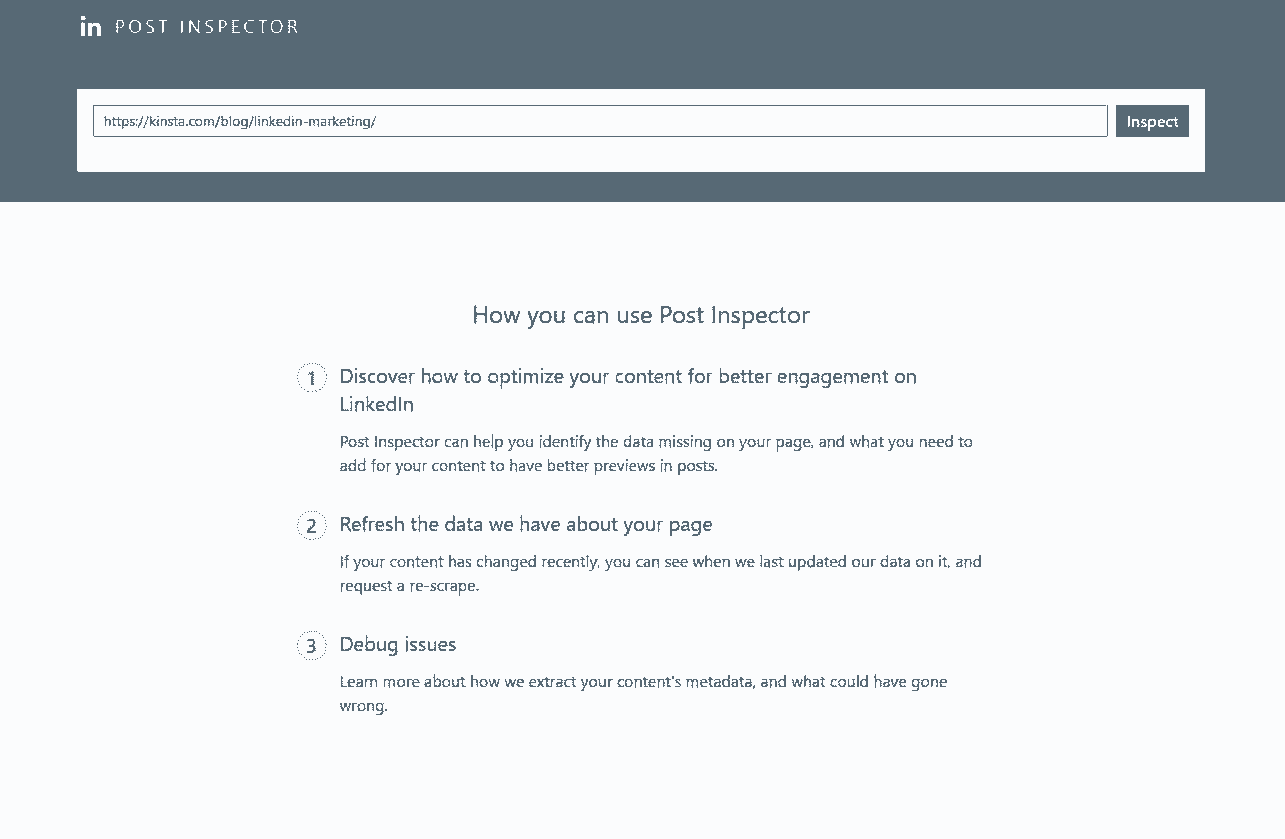 in POST INSPECTOR
https://kinsta.com/blog/linkedin-marketing/ Inspect
How you can use Post Inspector
1 Discover how to optimize your content for better engagement on
LinkedIn
Post Inspector can help you identify the data missing on your page, and what you need to
add for your content to have better previews in posts.
2 Refresh the data we have about your page
If your content has changed recently, you can see when we last updated our data on it, and
request a re-scrape.
3 Debug issues
Learn more about how we extract your content's metadata, and what could have gone
wrong.